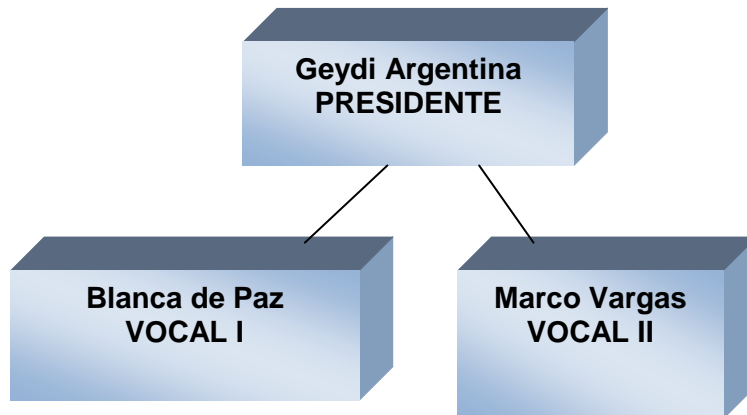 Geydi Argentina
PRESIDENTE
Blanca de Paz
VOCAL I
Marco Vargas
VOCAL II